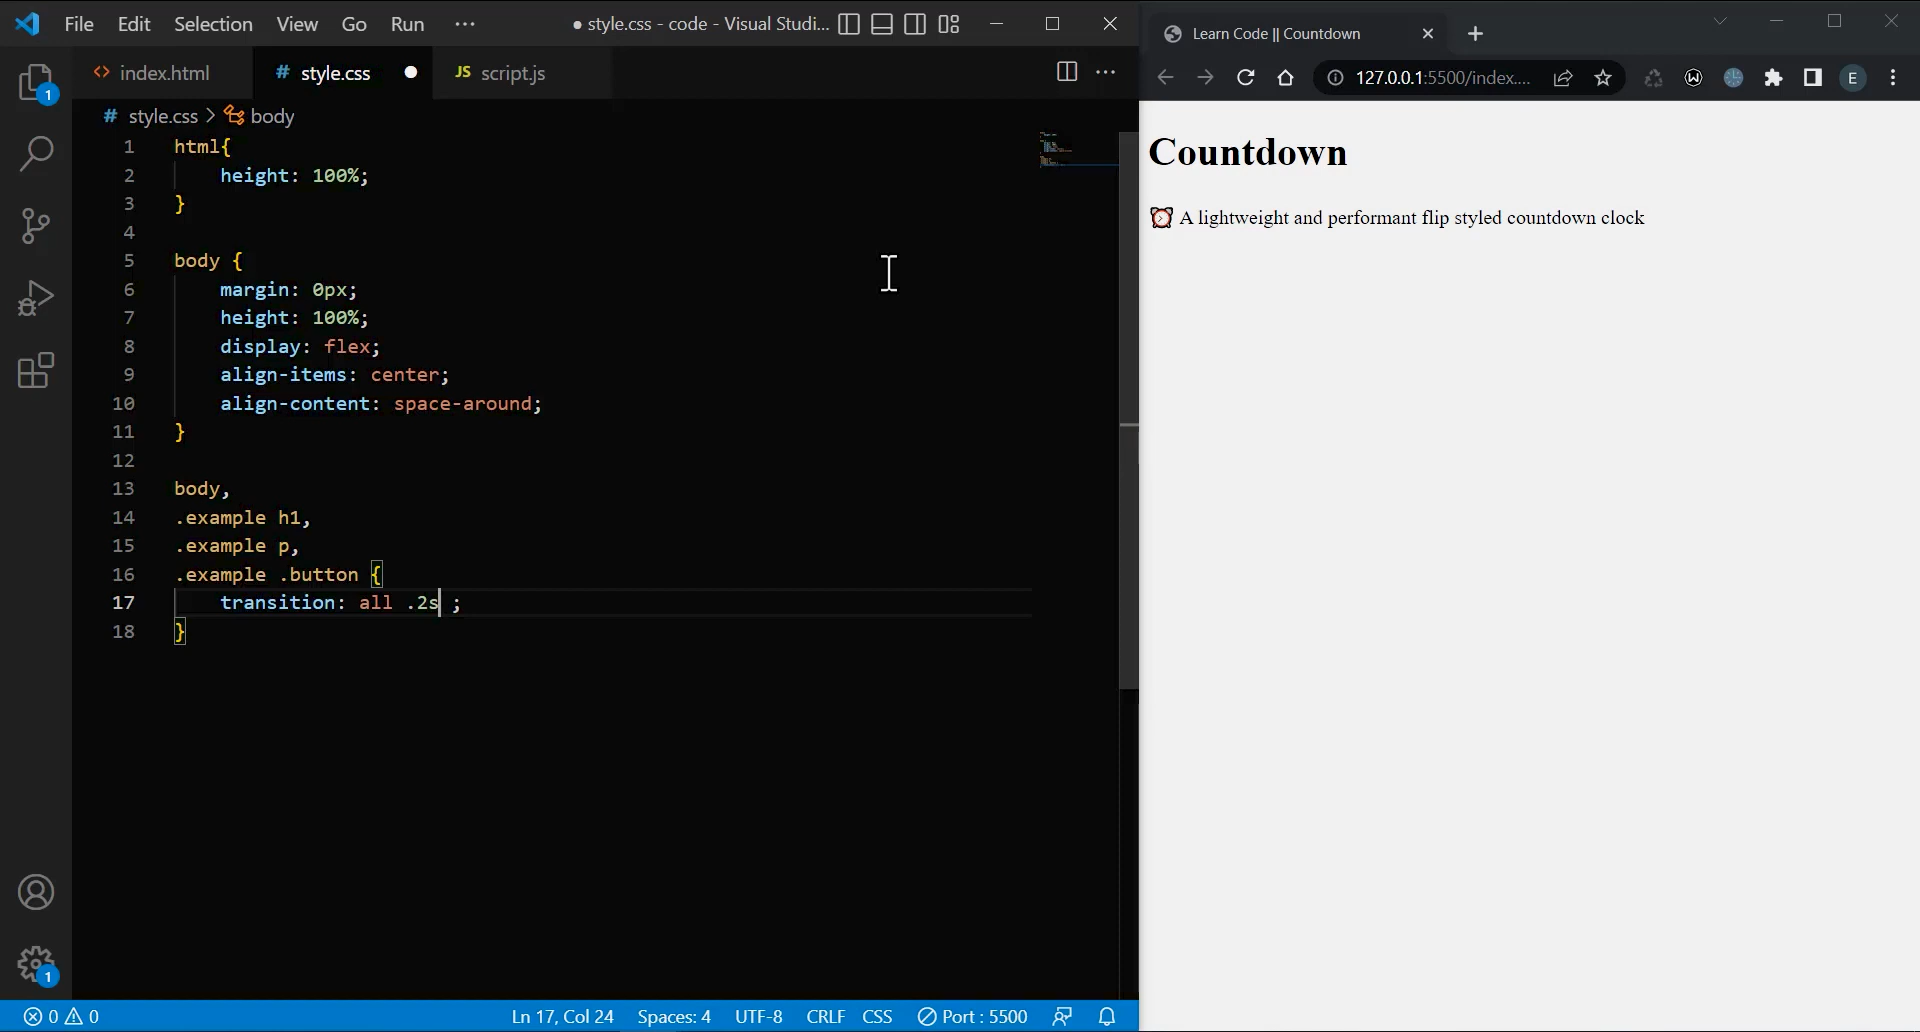 File Edit Selection View Go Run ··· ● style.css - code - Visual Studi...
index.html # style.css ● JS script.js ···
# style.css > body
1 html{
2 height: 100%;
3 }
4
5 body {
6 margin: 0px;
7 height: 100%;
8 display: flex;
9 align-items: center;
10 align-content: space-around;
11 }
12
13 body,
14 .example h1,
15 .example p,
16 .example .button {
17 transition: all .2s ;
18 }
1
1
0 0 Ln 17, Col 24 Spaces: 4 UTF-8 CRLF CSS Port : 5500
Learn Code || Countdown
127.0.0.1:5500/index.... W E
Countdown
⏰ A lightweight and performant flip styled countdown clock